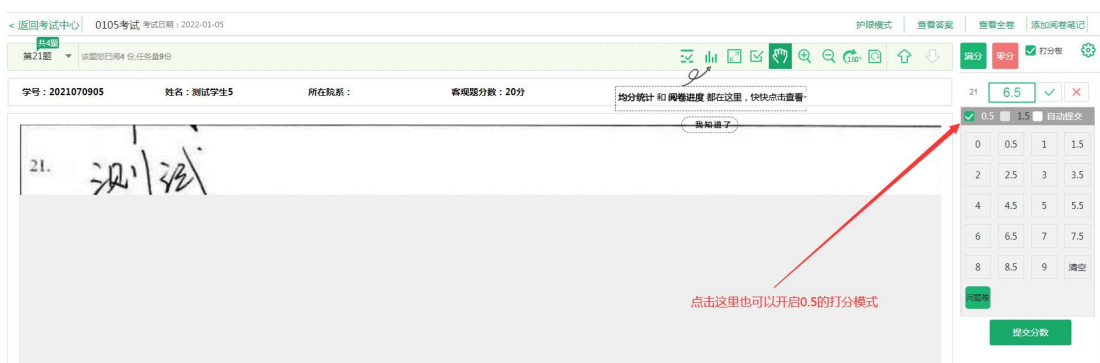 < 返回考试中心 0105考试 考试日期：2022-01-05 护眼模式 查看答案 查看全卷 添加阅卷笔记
共4题
第21题 该题您已阅4 份,任务量9份 180° 满分 零分 打分板
学号：2021070905 姓名：测试学生5 所在院系： 客观题分数：20分
均分统计 和 阅卷进度 都在这里，快快点击查看~
我知道了
21 6.5
0.5 1.5 自动提交
21. 测试
0 0.5 1 1.5
2 2.5 3 3.5
4 4.5 5 5.5
6 6.5 7 7.5
8 8.5 9 清空
问题卷
点击这里也可以开启0.5的打分模式
提交分数